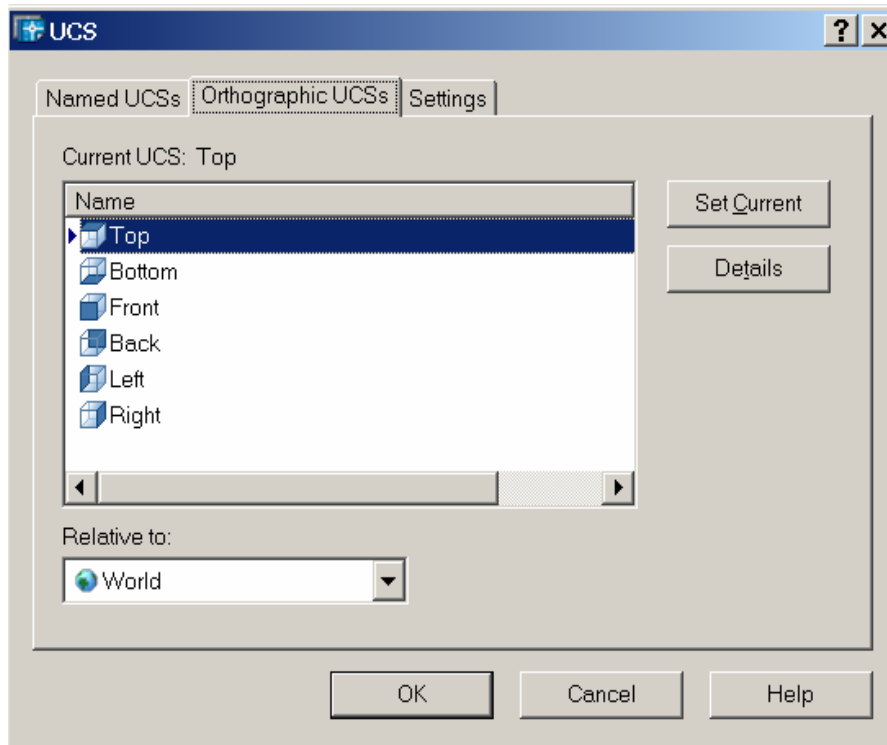 UCS
Named UCSs Orthographic UCSs Settings
Current UCS: Top
Name
Set Current
Top
Details
Bottom
Front
Back
Left
Right
Relative to:
World
OK Cancel Help